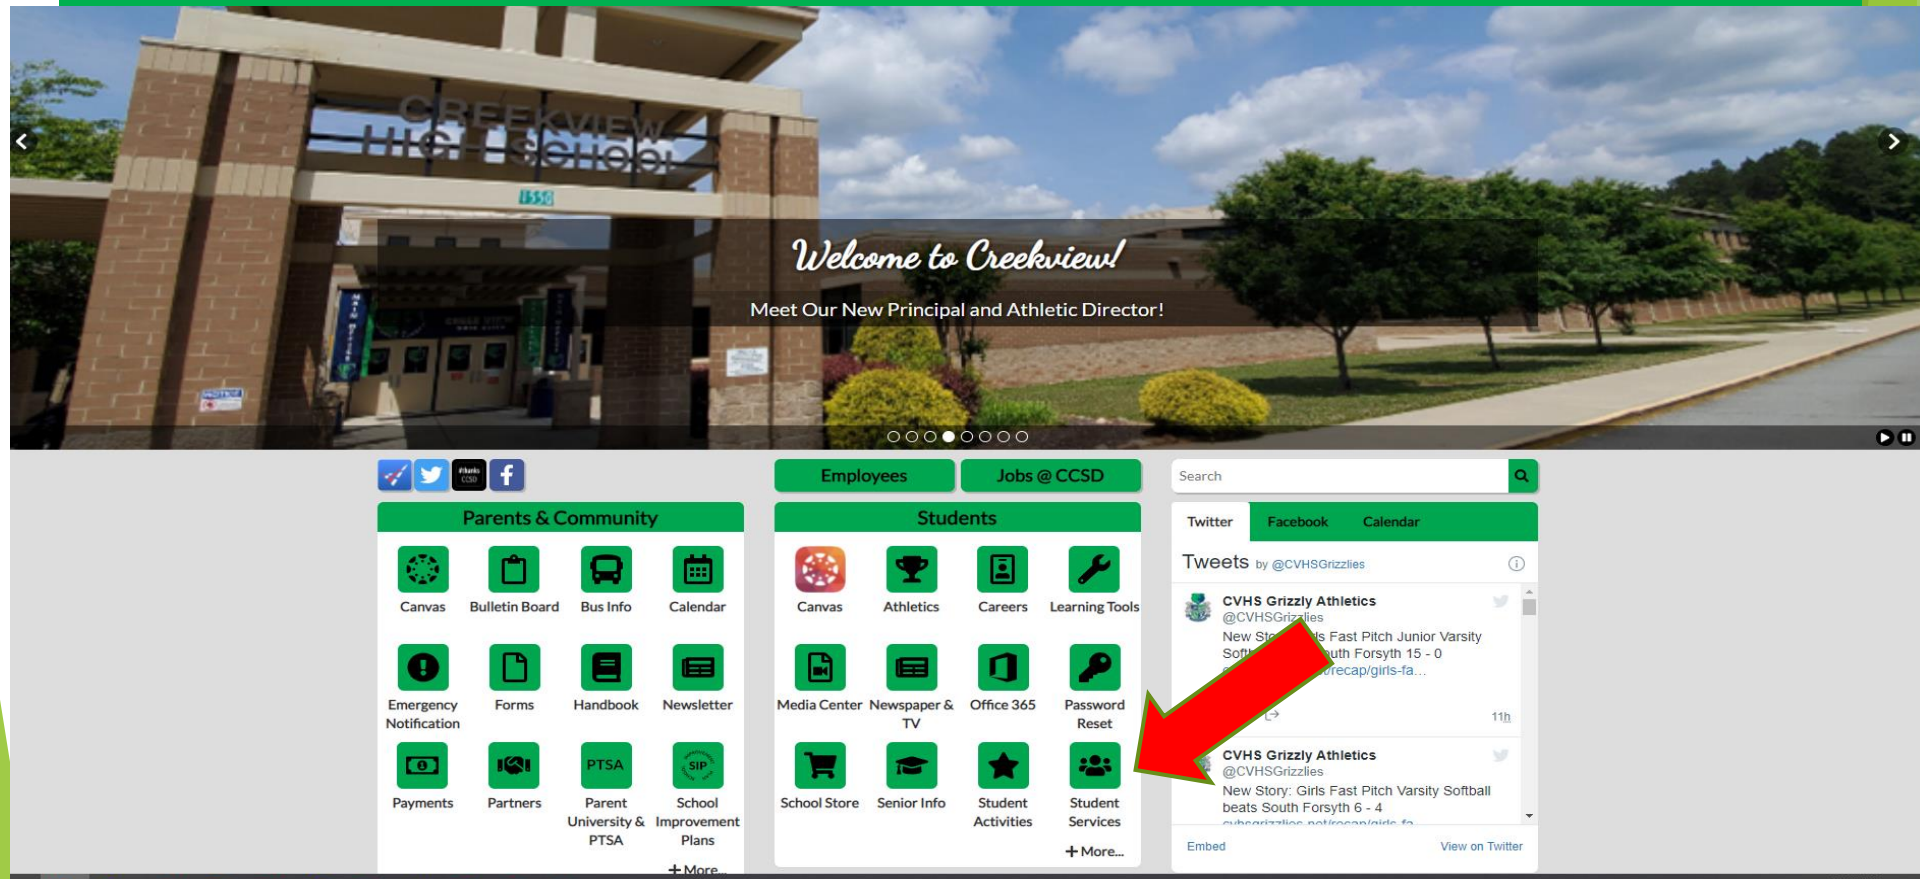 CREEKVIEW
HIGH SCHOOL
1550
Welcome to Creekview!
Meet Our New Principal and Athletic Director!
#thanks
CCSD
Employees
Jobs @ CCSD
Search
Parents & Community
Canvas
Bulletin Board
Bus Info
Calendar
Emergency
Notification
Forms
Handbook
Newsletter
Payments
Partners
PTSA
Parent
University &
PTSA
SIP
School
Improvement
Plans
+ More...
Students
Canvas
Athletics
Careers
Learning Tools
Media Center
Newspaper &
TV
Office 365
Password
Reset
School Store
Senior Info
Student
Activities
Student
Services
+ More...
Twitter
Facebook
Calendar
Tweets by @CVHSGrizzlies
CVHS Grizzly Athletics
@CVHSGrizzlies
New Fast Pitch Junior Varsity
Forsyth 15 - 0
11h
CVHS Grizzly Athletics
@CVHSGrizzlies
New Story: Girls Fast Pitch Varsity Softball
beats South Forsyth 6 - 4
Embed
View on Twitter